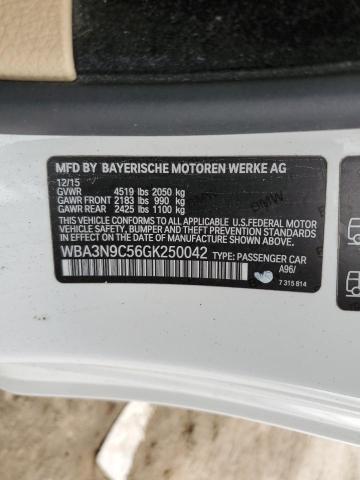 MFD BY BAYERISCHE MOTOREN WERKE AG
12/15
GVWR 4519 lbs 2050 kg
GAWR FRONT 2183 lbs 990 kg
GAWR REAR 2425 lbs 1100 kg
THIS VEHICLE CONFORMS TO ALL APPLICABLE U.S.FEDERAL MOTOR
VEHICLE SAFETY, BUMPER AND THEFT PREVENTION STANDARDS
IN EFFECT ON THE DATE OF MANUFACTURE SHOWN ABOVE.
WBA3N9C56GK250042 TYPE: PASSENGER CAR
A96/
7 315 814